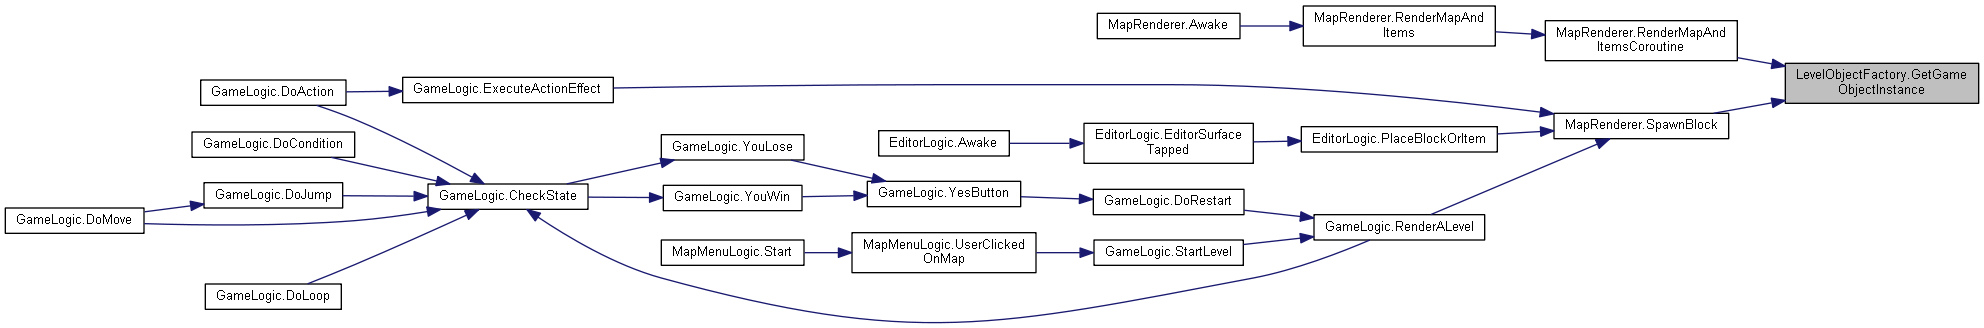 MapRenderer.Awake
MapRenderer.RenderMapAnd
Items
MapRenderer.RenderMapAnd
ItemsCoroutine
LevelObjectFactory.GetGame
ObjectInstance
GameLogic.DoAction
GameLogic.ExecuteActionEffect
MapRenderer.SpawnBlock
GameLogic.DoCondition
GameLogic.YouLose
EditorLogic.Awake
EditorLogic.EditorSurface
Tapped
EditorLogic.PlaceBlockOrItem
GameLogic.DoMove
GameLogic.DoJump
GameLogic.CheckState
GameLogic.YouWin
GameLogic.YesButton
GameLogic.DoRestart
GameLogic.RenderALevel
MapMenuLogic.Start
MapMenuLogic.UserClicked
OnMap
GameLogic.StartLevel
GameLogic.DoLoop